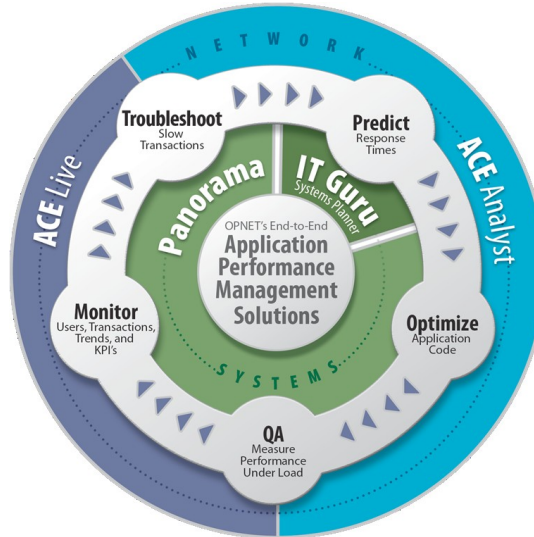 NETWORK
ACE Live
ACE Analyst
Troubleshoot
Slow
Transactions
Predict
Response
Times
Panorama
IT Guru
Systems Planner
OPNET's End-to-End
Application
Performance
Management
Solutions
Monitor
Users, Transactions,
Trends, and
KPI's
Optimize
Application
Code
SYSTEMS
QA
Measure
Performance
Under Load